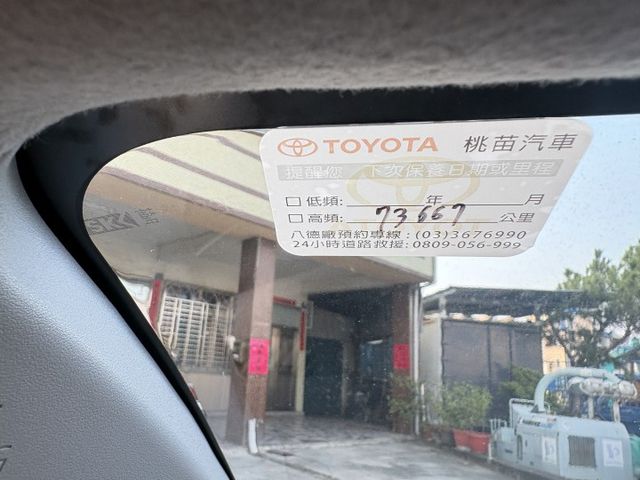 TOYOTA 桃苗汽車
提醒您 下次保養日期或里程
□低頻: 年 月
□高頻: 73667 公里
八德廠預約專線:(03)3676990
24小時道路救援:0809-056-999